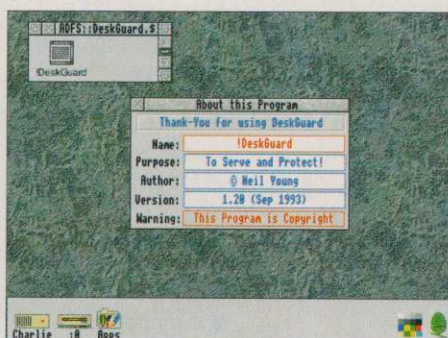 ADFS::DeskGuard.$
!DeskGuard
About this Program
Thank-You for using DeskGuard
Name: !DeskGuard
Purpose: To Serve and Protect!
Author: © Neil Young
Version: 1.20 (Sep 1993)
Warning: This Program is Copyright
Charlie :0 Apps